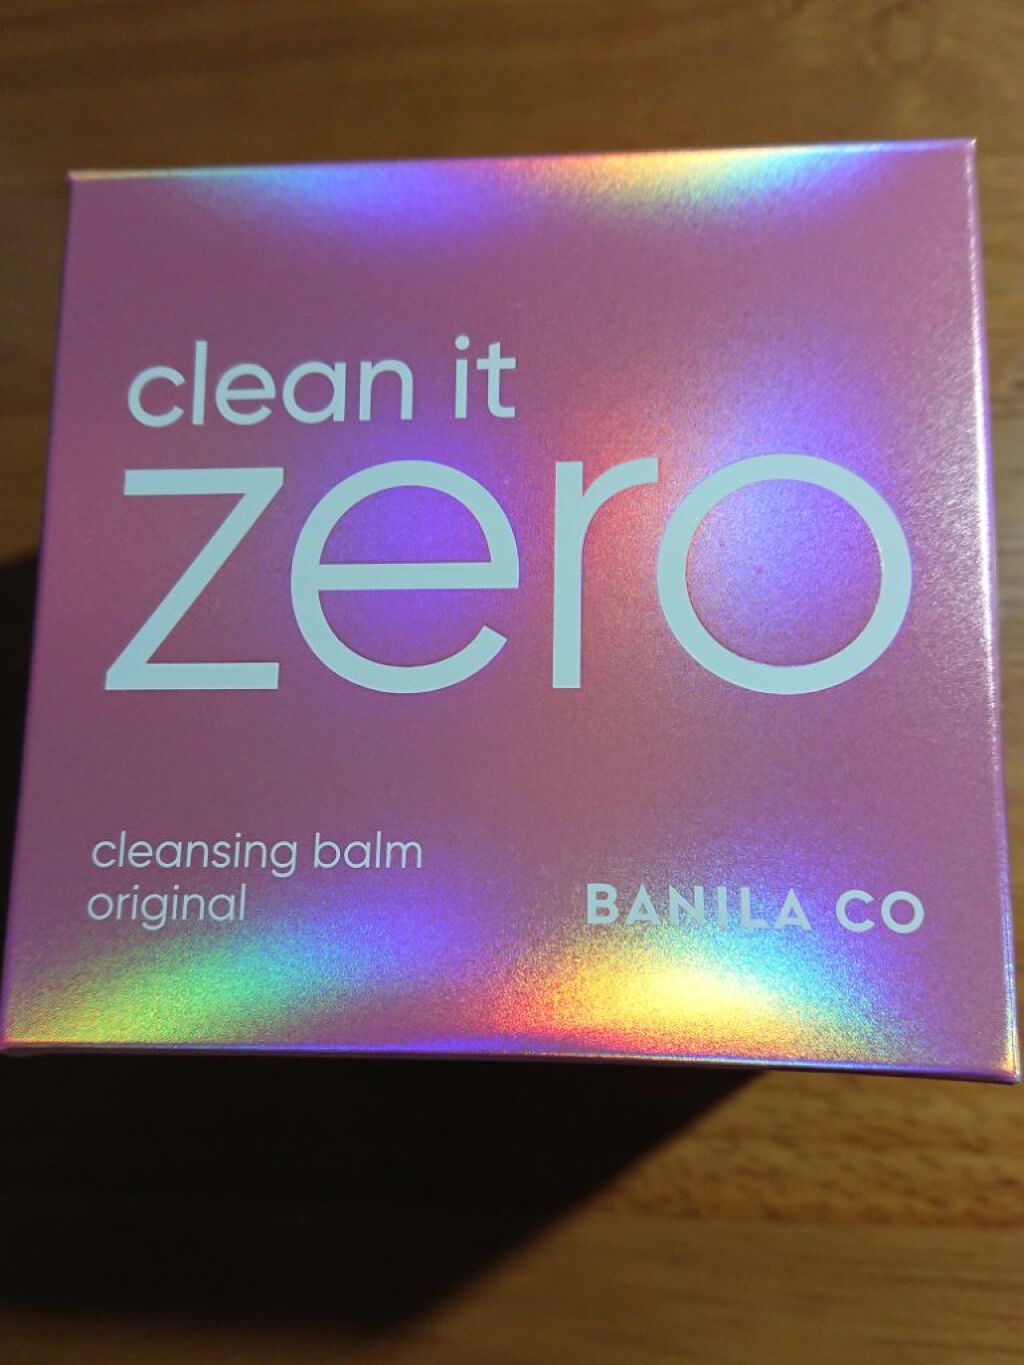 clean it
zero
cleansing balm
original
BANILA CO